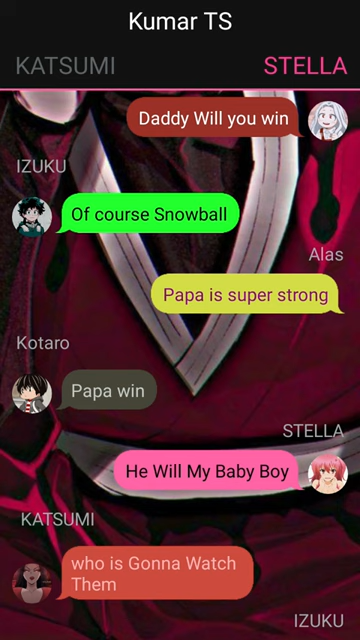 Kumar TS
KATSUMI
STELLA
Daddy Will you win
IZUKU
Of course Snowball
Alas
Papa is super strong
Kotaro
Papa win
STELLA
He Will My Baby Boy
KATSUMI
who is Gonna Watch
Them
IZUKU